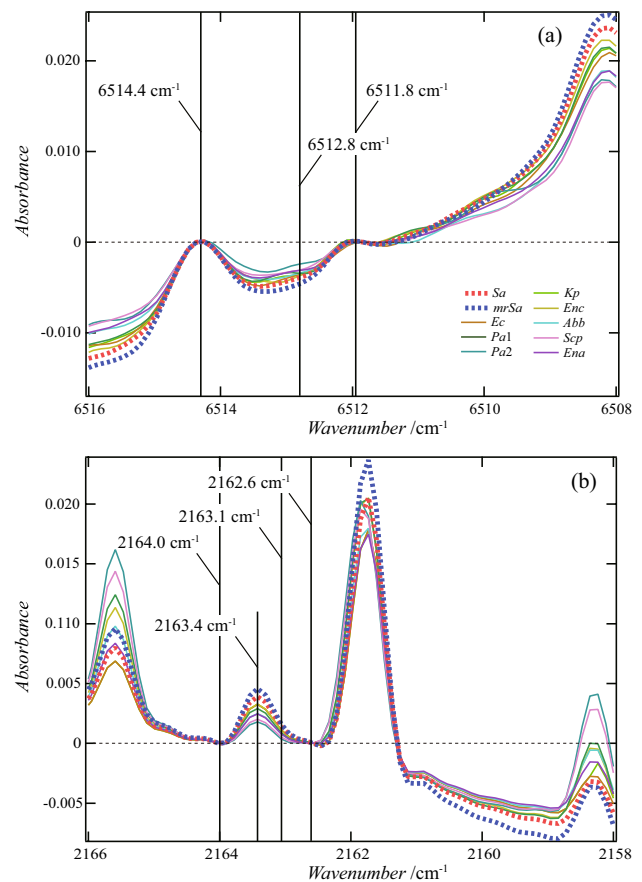 (a)
0.020
0.010
0
-0.010
Absorbance
6514.4 cm-1
6511.8 cm-1
6512.8 cm-1
Sa
mrSa
Ec
Pa1
Pa2
Kp
Enc
Abb
Scp
Ena
6516
6514
6512
6510
6508
Wavenumber /cm-1
(b)
0.020
0.015
0.110
0.005
0
-0.005
Absorbance
2162.6 cm-1
2163.1 cm-1
2164.0 cm-1
2163.4 cm-1
2166
2164
2162
2160
2158
Wavenumber /cm-1